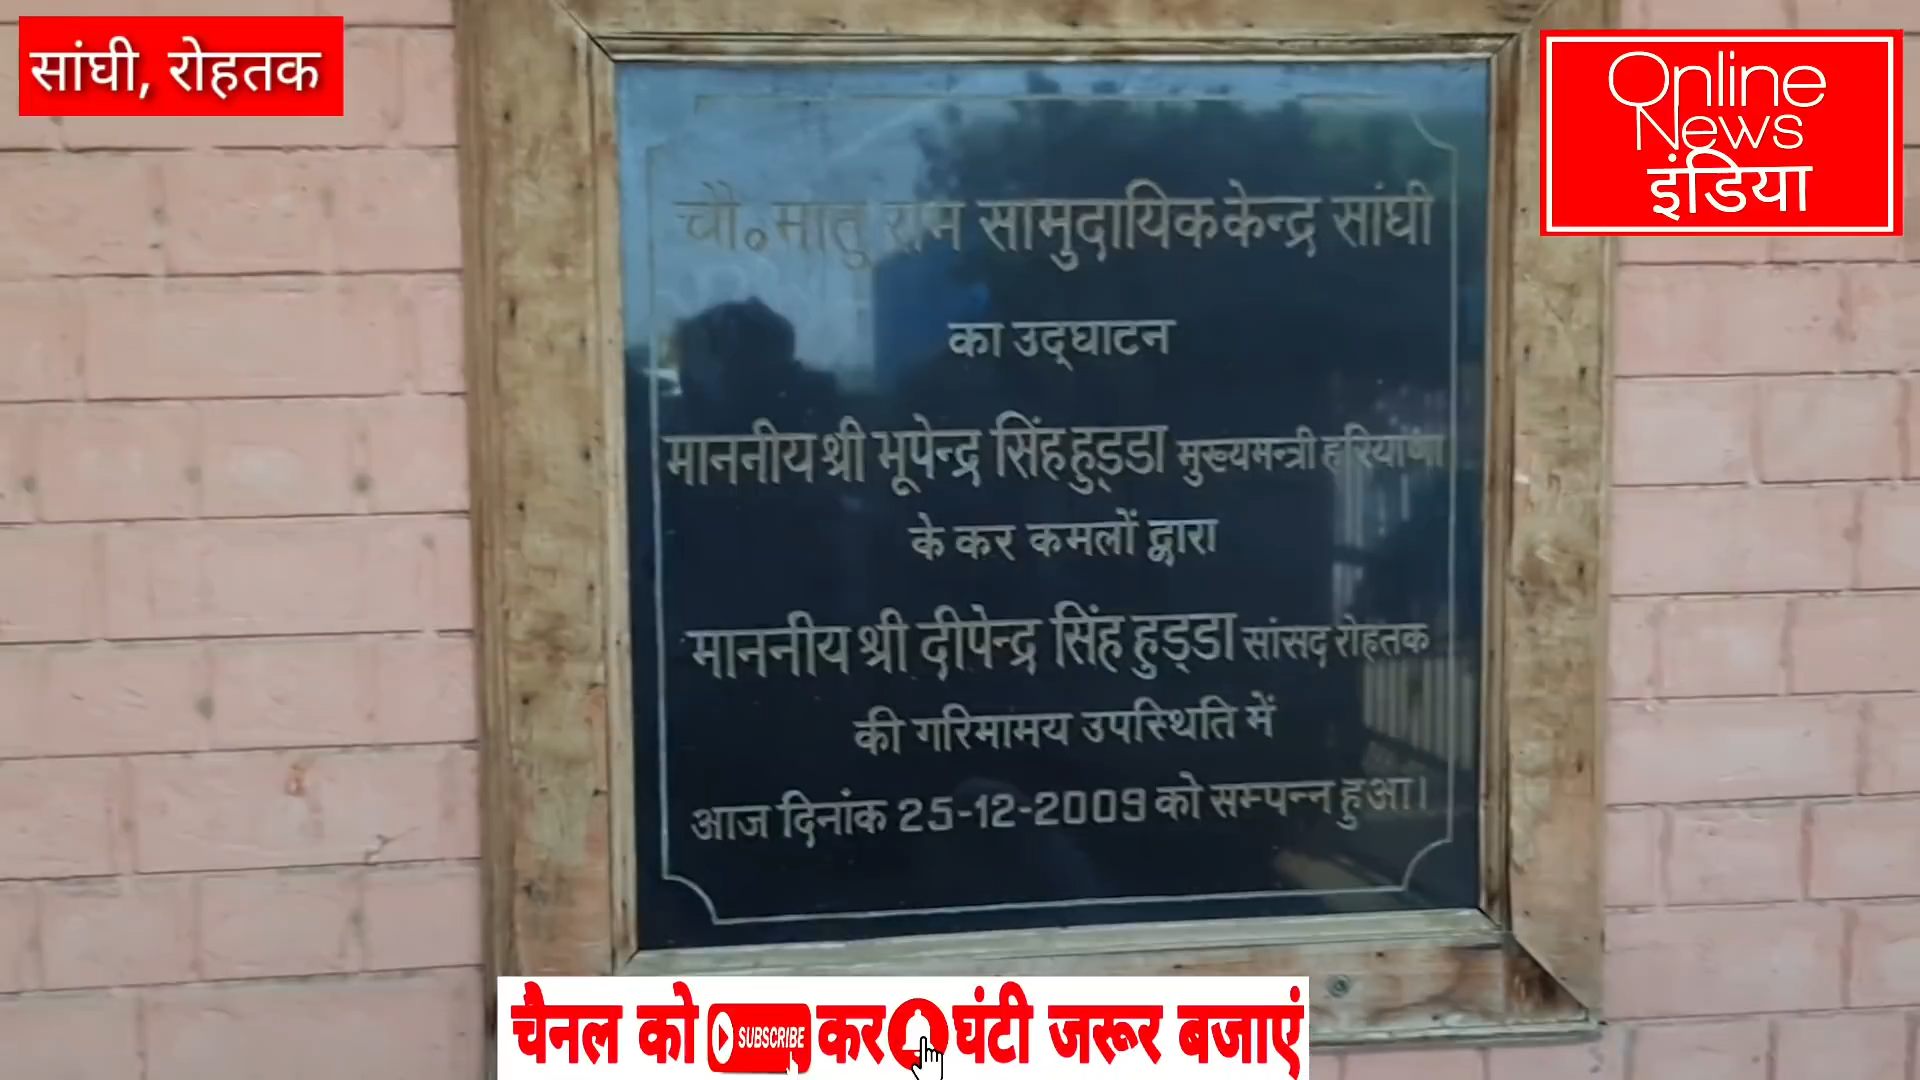 सांघी, रोहतक
Online
News
इंडिया
चौ॰ मातु राम सामुदायिक केन्द्र सांघी
का उद्घाटन
माननीय श्री भूपेन्द्र सिंह हुड्डा मुख्यमन्त्री हरियाणा
के कर कमलों द्वारा
माननीय श्री दीपेन्द्र सिंह हुड्डा सांसद रोहतक
की गरिमामय उपस्थिति में
आज दिनांक 25-12-2009 को सम्पन्न हुआ।
चैनल को SUBSCRIBE कर घंटी जरूर बजाएं